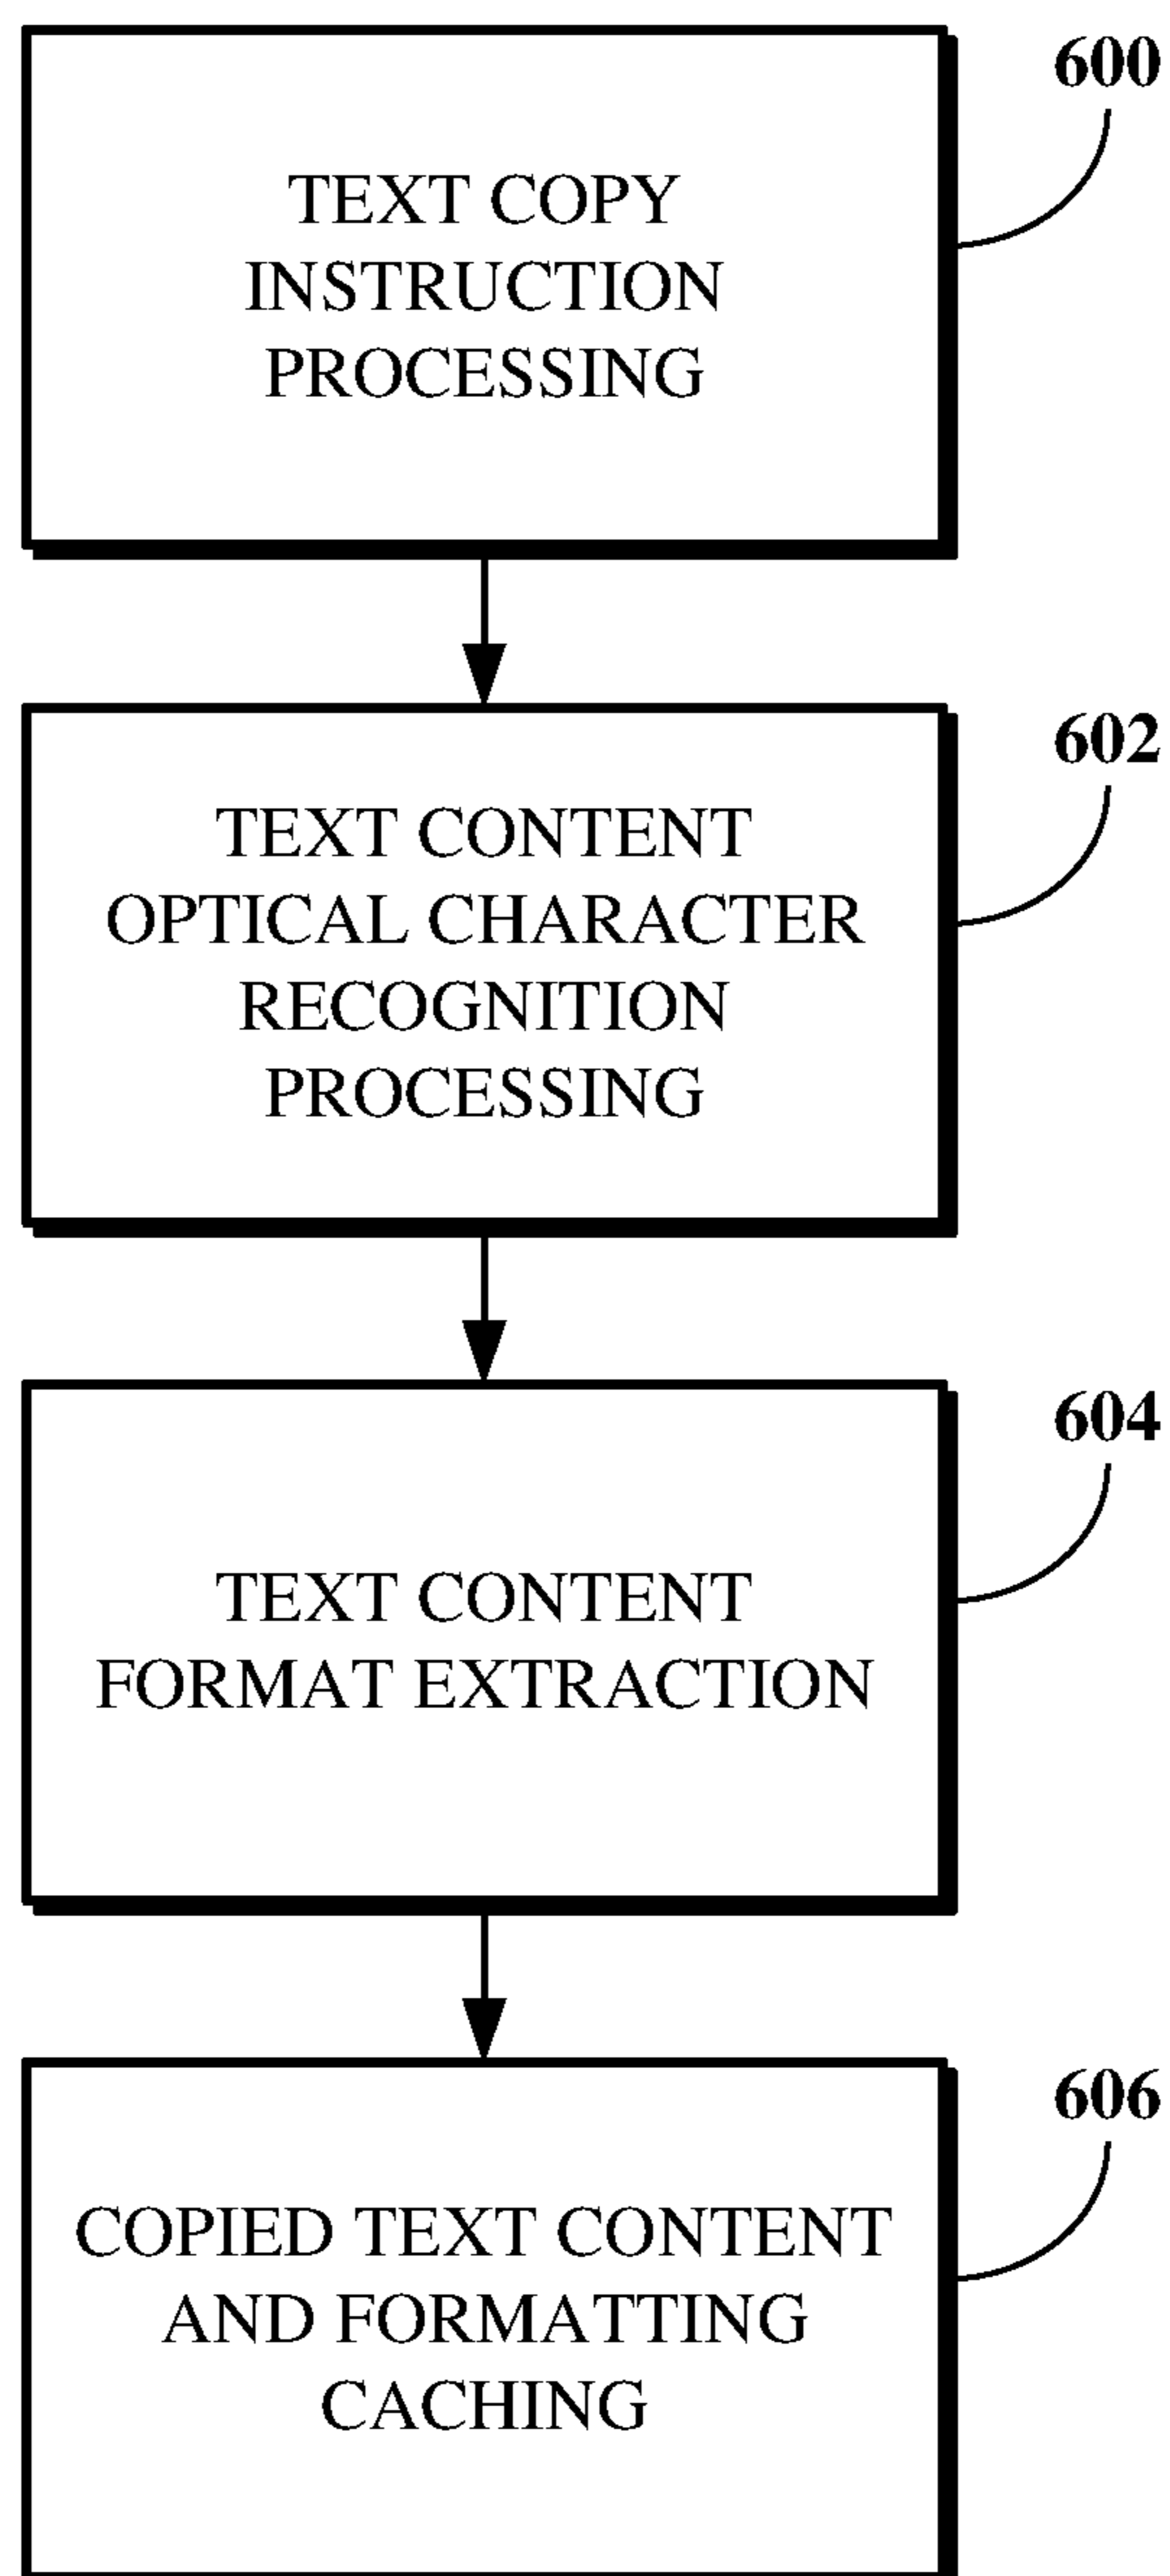 600
TEXT COPY
INSTRUCTION
PROCESSING
602
TEXT CONTENT
OPTICAL CHARACTER
RECOGNITION
PROCESSING
604
TEXT CONTENT
FORMAT EXTRACTION
606
COPIED TEXT CONTENT
AND FORMATTING
CACHING